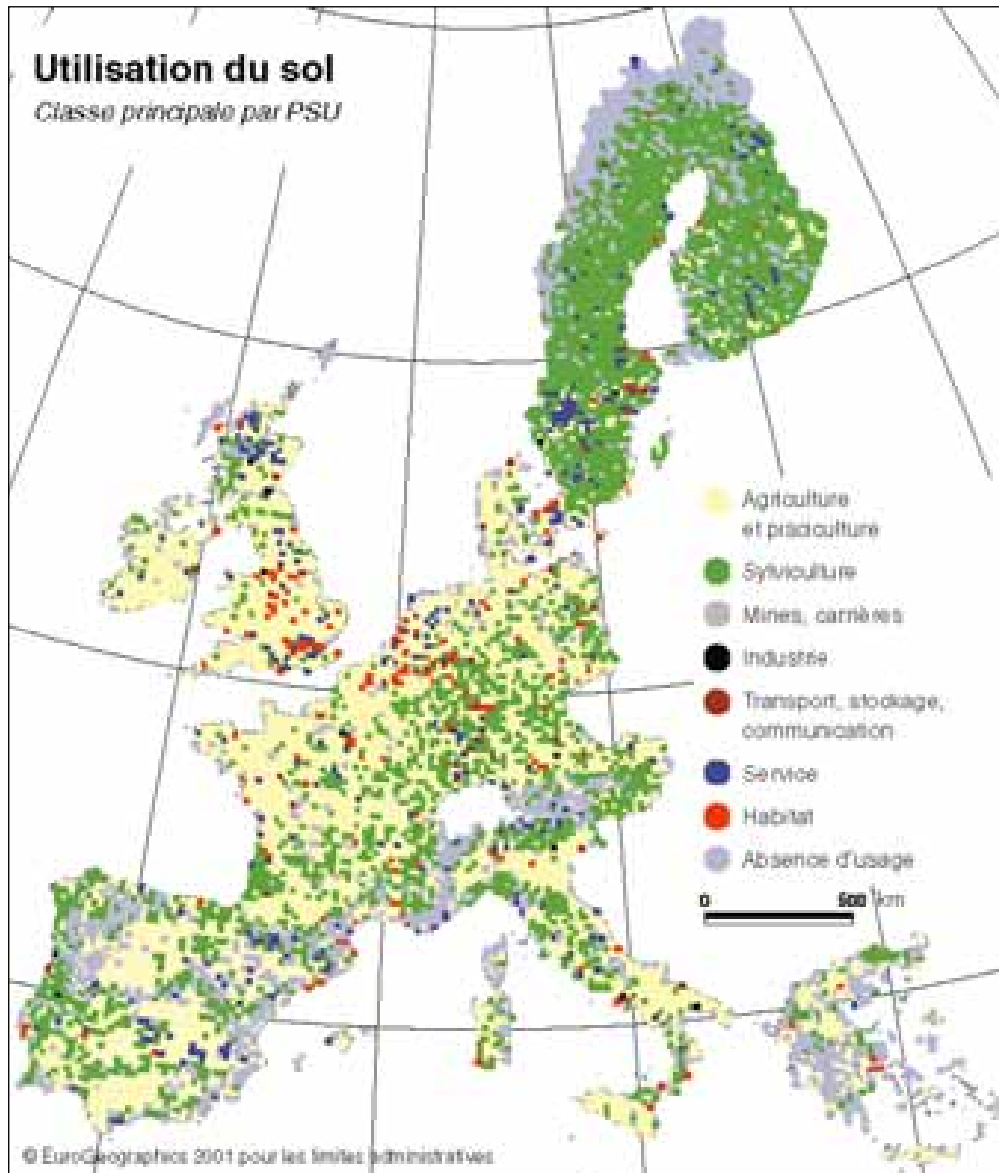 Utilisation du sol
Classe principale par PSU
Agriculture
et pisciculture
Sylviculture
Mines, carrières
Industrie
Transport, stockage,
communication
Service
Habitat
Absence d'usage
0 500 km
© EuroGeographics 2001 pour les limites administratives